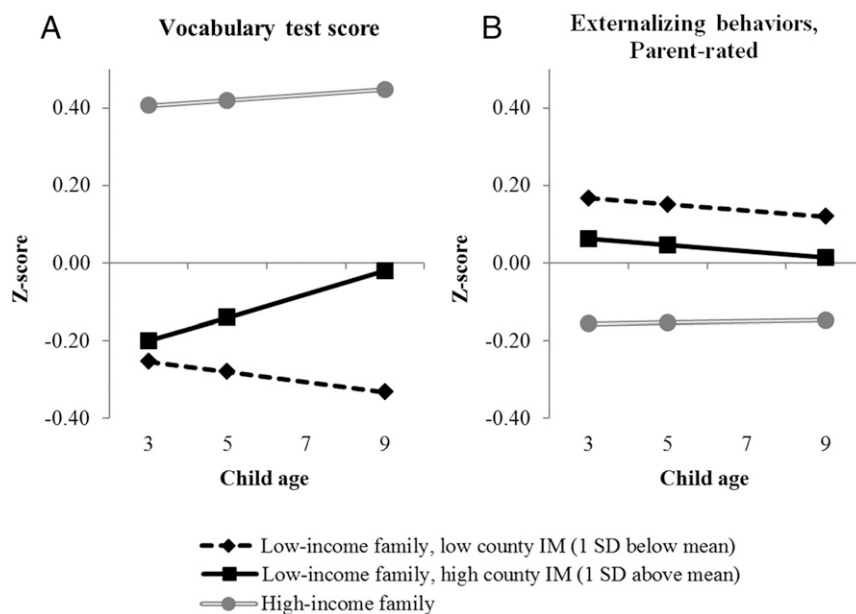 A
Vocabulary test score
0.40
0.20
0.00
-0.20
-0.40
Z-score
3 5 7 9
Child age
B
Externalizing behaviors,
Parent-rated
0.40
0.20
0.00
-0.20
-0.40
Z-score
3 5 7 9
Child age
Low-income family, low county IM (1 SD below mean)
Low-income family, high county IM (1 SD above mean)
High-income family